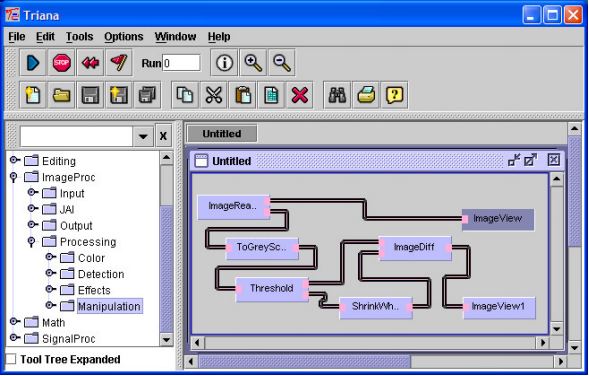 Triana
File Edit Tools Options Window Help
STOP Run 0
X Untitled
Editing
ImageProc
Input
JAI
Output
Processing
Color
Detection
Effects
Manipulation
Math
SignalProc
Tool Tree Expanded
Untitled
ImageRea..
ImageView
ToGreySc..
ImageDiff
Threshold
ShrinkWh..
ImageView1